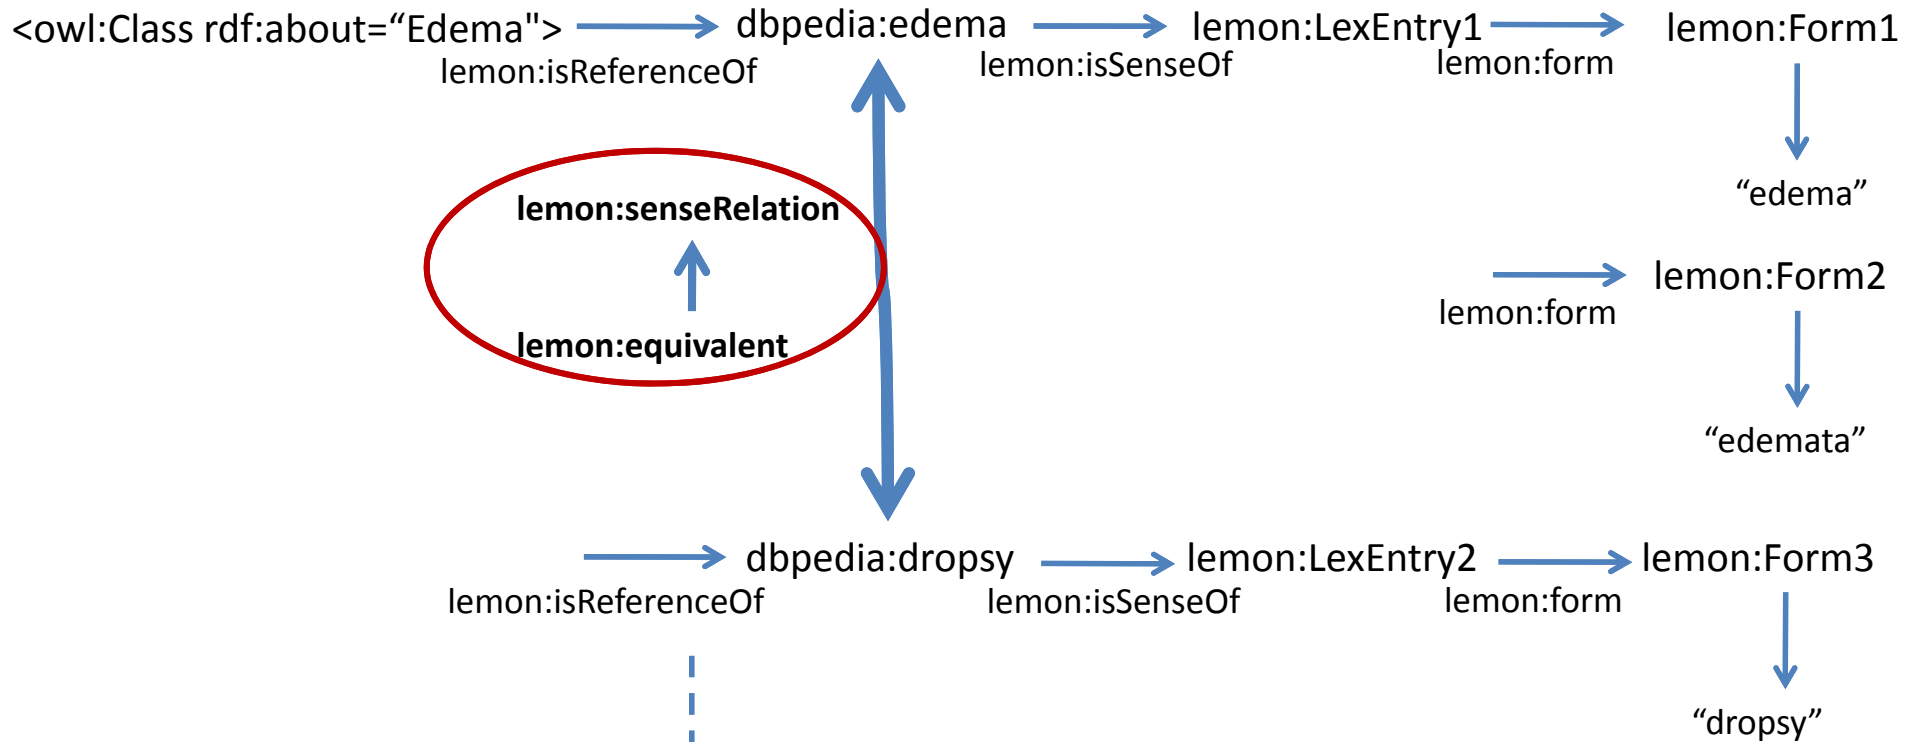 <owl:Class rdf:about=“Edema"> dbpedia:edema lemon:LexEntry1 lemon:Form1
lemon:isReferenceOf lemon:isSenseOf lemon:form
“edema”
lemon:senseRelation
lemon:Form2
lemon:form
lemon:equivalent
“edemata”
dbpedia:dropsy lemon:LexEntry2 lemon:Form3
lemon:isReferenceOf lemon:isSenseOf lemon:form
“dropsy”